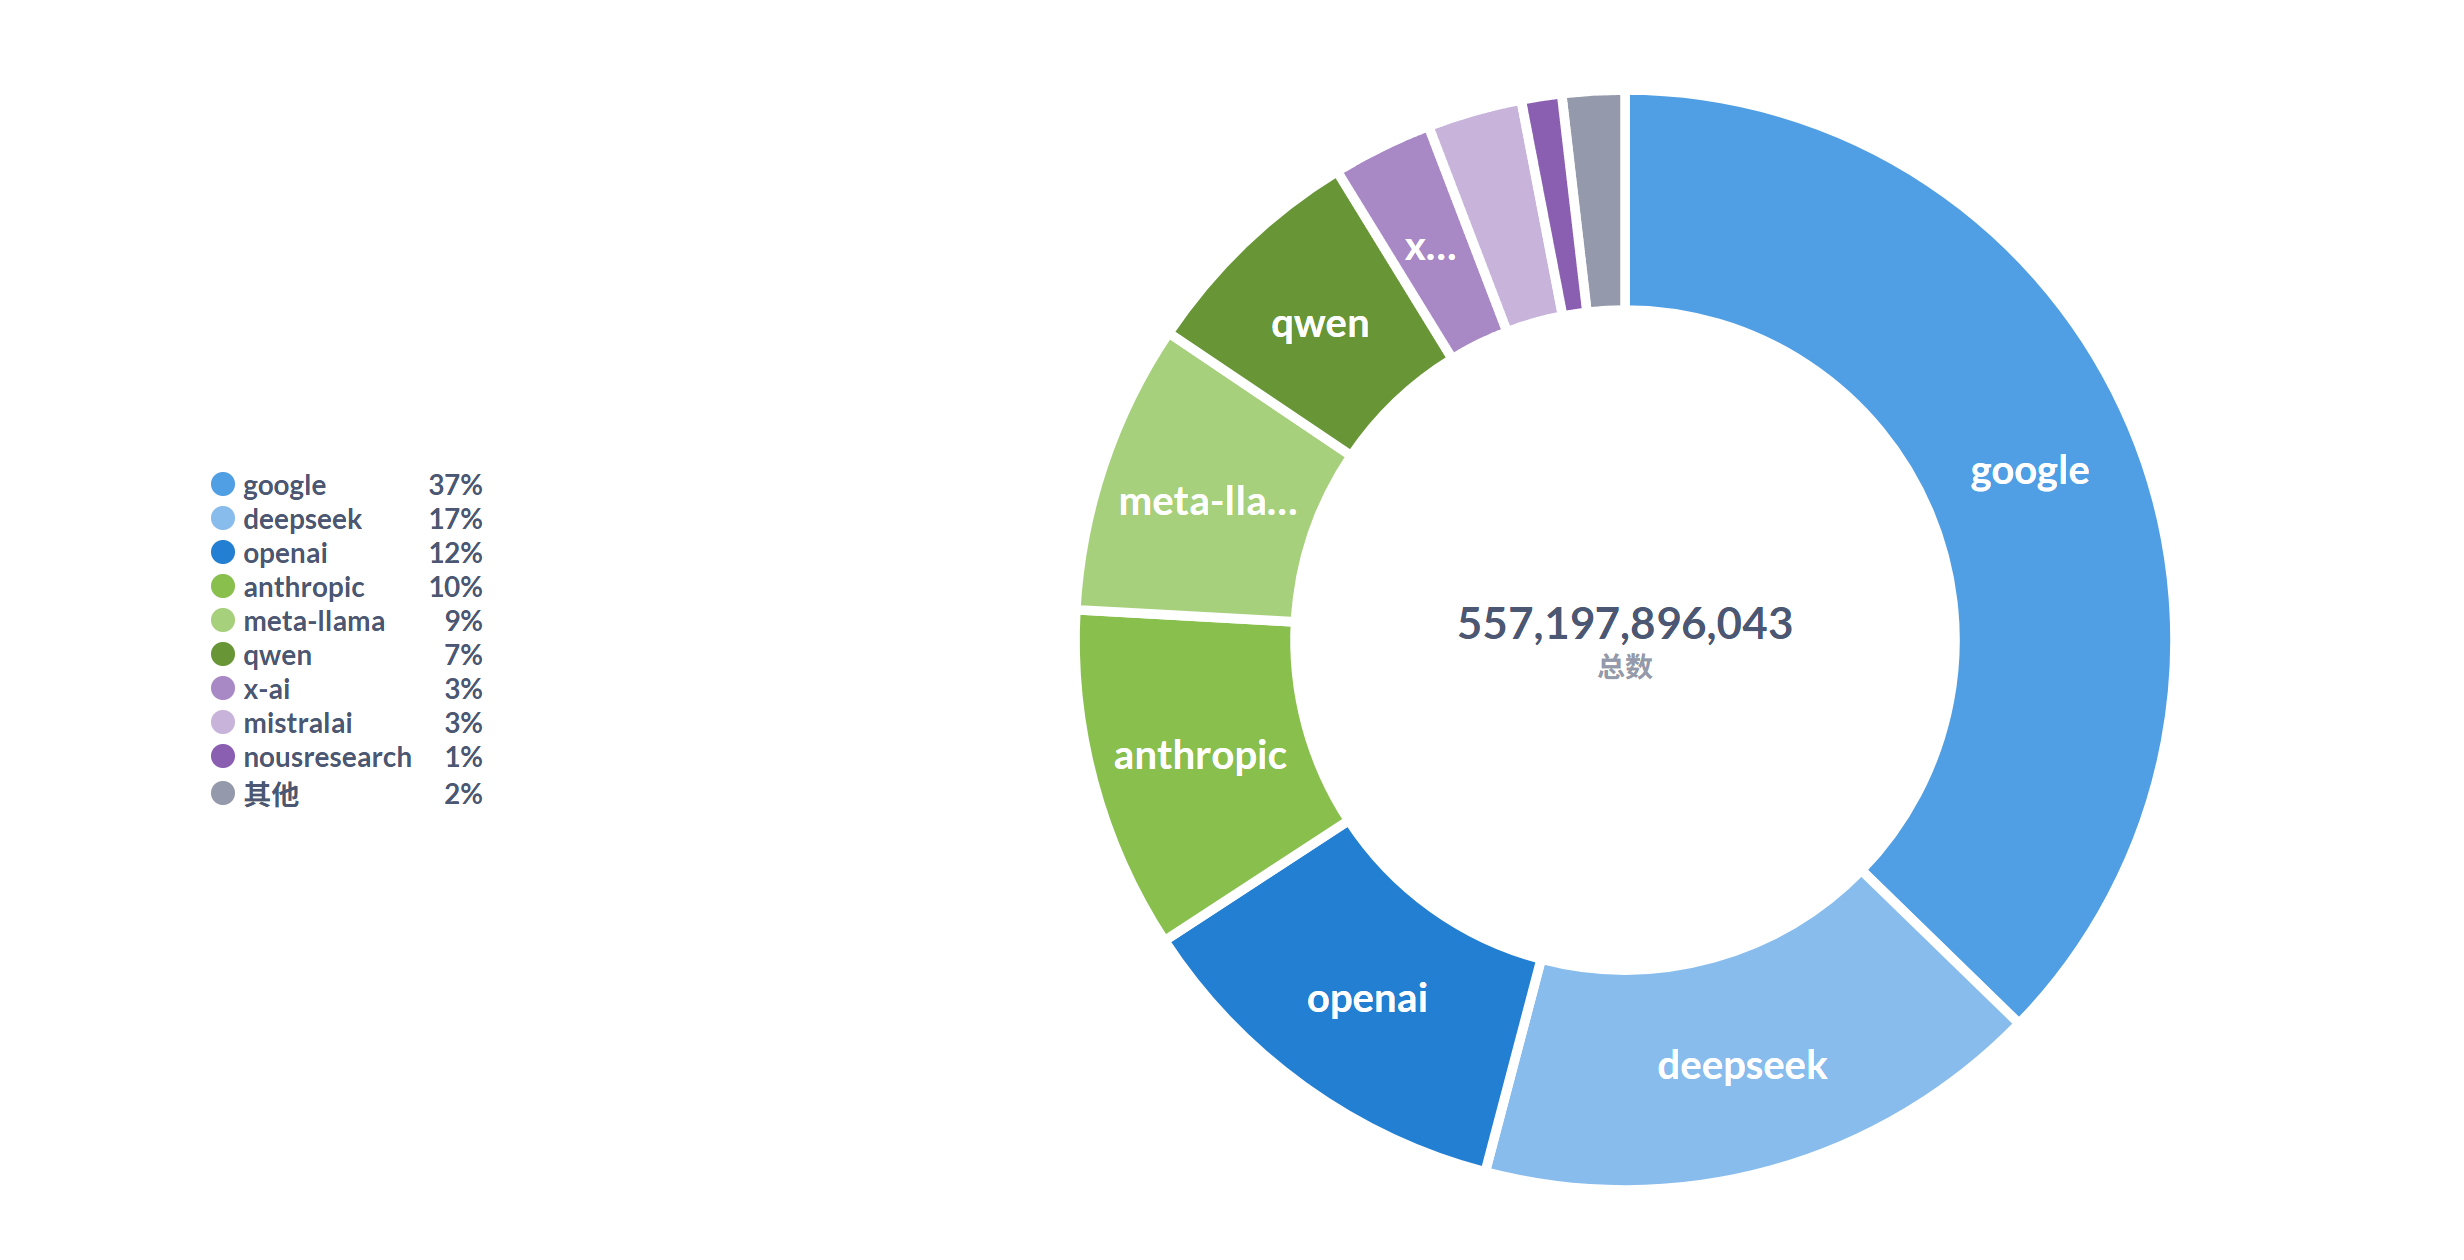 google 37%
deepseek 17%
openai 12%
anthropic 10%
meta-llama 9%
qwen 7%
x-ai 3%
mistralai 3%
nousresearch 1%
其他 2%
x...
qwen
google
meta-lla...
557,197,896,043
总数
anthropic
openai
deepseek